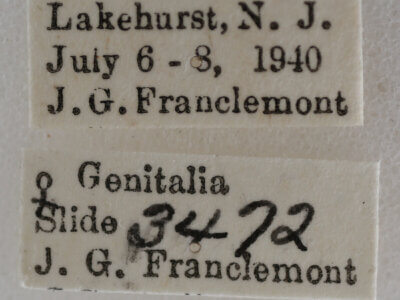 Lakehurst, N. J.
July 6 - 8, 1940
J. G. Franclemont
♀ Genitalia
Slide 3472
J. G. Franclemont